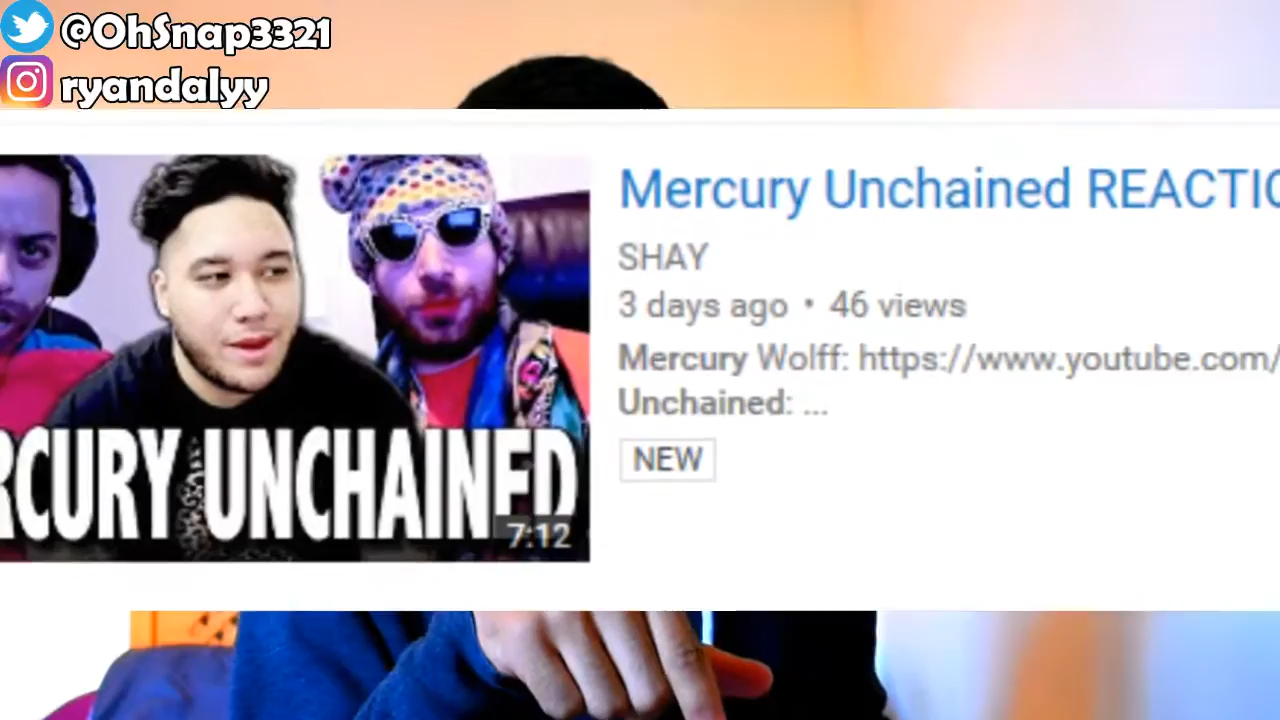 @OhSnap3321
ryandalyy
Mercury Unchained REACTIO
SHAY
3 days ago • 46 views
Mercury Wolff: https://www.youtube.com/
Unchained: ...
NEW
RCURY UNCHAINED
7:12